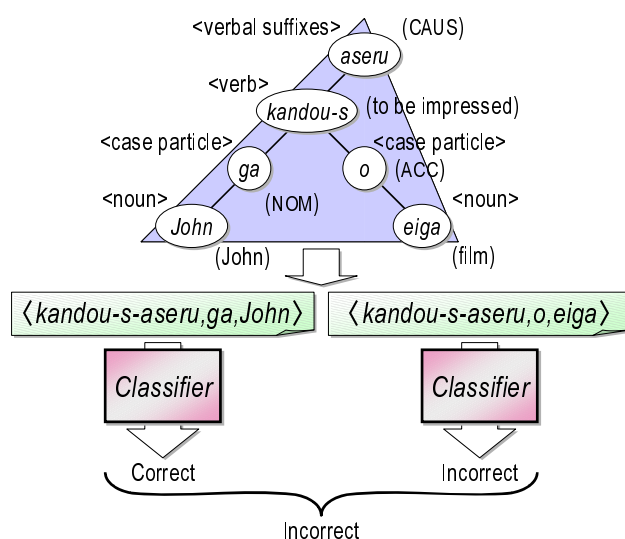 <verbal suffixes> (CAUS)
aseru
<verb>
kandou-s (to be impressed)
<case particle> <case particle>
ga o (ACC)
<noun> (NOM) <noun>
John eiga
(John) (film)
〈kandou-s-aseru,ga,John〉 〈kandou-s-aseru,o,eiga〉
Classifier Classifier
Correct Incorrect
Incorrect